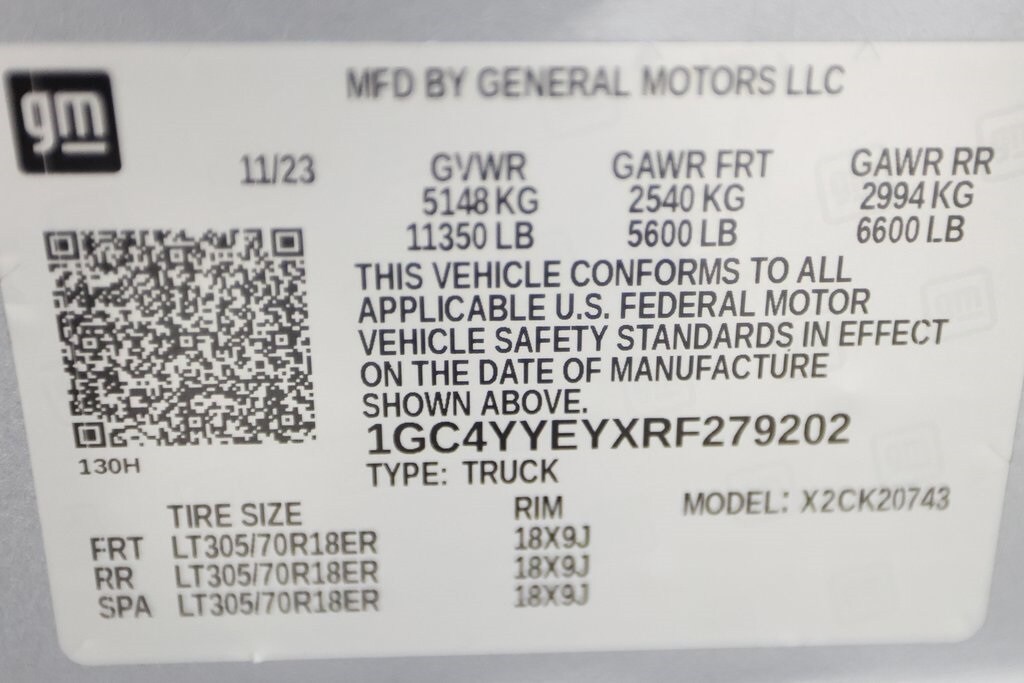 gm
MFD BY GENERAL MOTORS LLC
11/23 GVWR GAWR FRT GAWR RR
5148 KG 2540 KG 2994 KG
11350 LB 5600 LB 6600 LB
THIS VEHICLE CONFORMS TO ALL
APPLICABLE U.S. FEDERAL MOTOR
VEHICLE SAFETY STANDARDS IN EFFECT
ON THE DATE OF MANUFACTURE
SHOWN ABOVE.
1GC4YYEYXRF279202
130H
TYPE: TRUCK
TIRE SIZE RIM MODEL: X2CK20743
FRT LT305/70R18ER 18X9J
RR LT305/70R18ER 18X9J
SPA LT305/70R18ER 18X9J